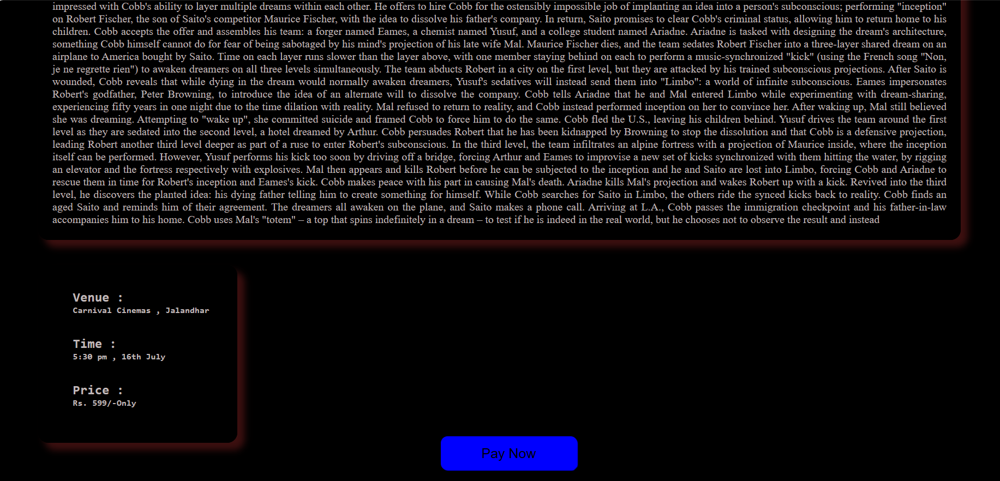 impressed with Cobb's ability to layer multiple dreams within each other. He offers to hire Cobb for the ostensibly impossible job of implanting an idea into a person's subconscious; performing "inception"
on Robert Fischer, the son of Saito's competitor Maurice Fischer, with the idea to dissolve his father's company. In return, Saito promises to clear Cobb's criminal status, allowing him to return home to his
children. Cobb accepts the offer and assembles his team: a forger named Eames, a chemist named Yusuf, and a college student named Ariadne. Ariadne is tasked with designing the dream's architecture,
something Cobb himself cannot do for fear of being sabotaged by his mind's projection of his late wife Mal. Maurice Fischer dies, and the team sedates Robert Fischer into a three-layer shared dream on an
airplane to America bought by Saito. Time on each layer runs slower than the layer above, with one member staying behind on each to perform a music-synchronized "kick" (using the French song "Non,
je ne regrette rien") to awaken dreamers on all three levels simultaneously. The team abducts Robert in a city on the first level, but they are attacked by his trained subconscious projections. After Saito is
wounded, Cobb reveals that while dying in the dream would normally awaken dreamers, Yusuf's sedatives will instead send them into "Limbo": a world of infinite subconscious. Eames impersonates
Robert's godfather, Peter Browning, to introduce the idea of an alternate will to dissolve the company. Cobb tells Ariadne that he and Mal entered Limbo while experimenting with dream-sharing,
experiencing fifty years in one night due to the time dilation with reality. Mal refused to return to reality, and Cobb instead performed inception on her to convince her. After waking up, Mal still believed
she was dreaming. Attempting to "wake up", she committed suicide and framed Cobb to force him to do the same. Cobb fled the U.S., leaving his children behind. Yusuf drives the team around the first
level as they are sedated into the second level, a hotel dreamed by Arthur. Cobb persuades Robert that he has been kidnapped by Browning to stop the dissolution and that Cobb is a defensive projection,
leading Robert another third level deeper as part of a ruse to enter Robert's subconscious. In the third level, the team infiltrates an alpine fortress with a projection of Maurice inside, where the inception
itself can be performed. However, Yusuf performs his kick too soon by driving off a bridge, forcing Arthur and Eames to improvise a new set of kicks synchronized with them hitting the water, by rigging
an elevator and the fortress respectively with explosives. Mal then appears and kills Robert before he can be subjected to the inception and he and Saito are lost into Limbo, forcing Cobb and Ariadne to
rescue them in time for Robert's inception and Eames's kick. Cobb makes peace with his part in causing Mal's death. Ariadne kills Mal's projection and wakes Robert up with a kick. Revived into the third
level, he discovers the planted idea: his dying father telling him to create something for himself. While Cobb searches for Saito in Limbo, the others ride the synced kicks back to reality. Cobb finds an
aged Saito and reminds him of their agreement. The dreamers all awaken on the plane, and Saito makes a phone call. Arriving at L.A., Cobb passes the immigration checkpoint and his father-in-law
accompanies him to his home. Cobb uses Mal's "totem" – a top that spins indefinitely in a dream – to test if he is indeed in the real world, but he chooses not to observe the result and instead
Venue :
Carnival Cinemas , Jalandhar
Time :
5:30 pm , 16th July
Price :
Rs. 599/-Only
Pay Now